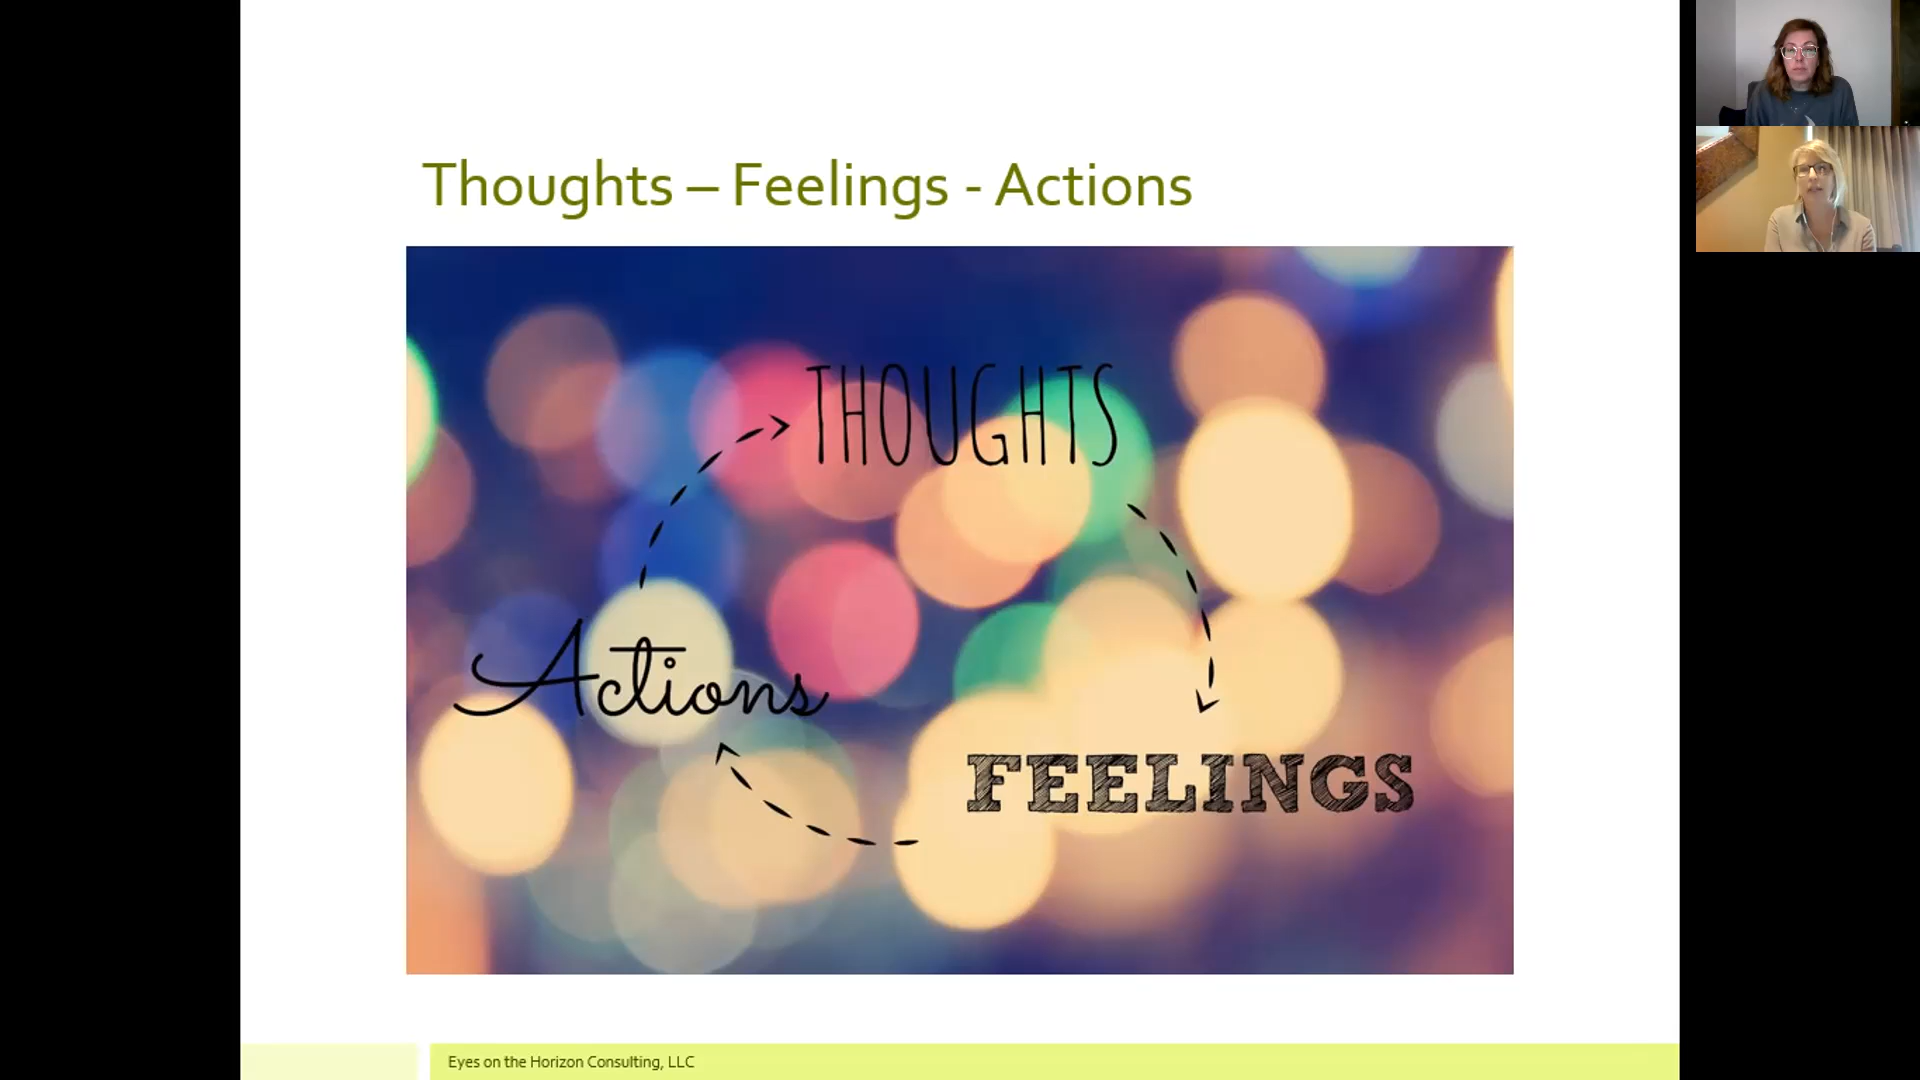 Thoughts – Feelings - Actions
THOUGHTS
Actions
FEELINGS
Eyes on the Horizon Consulting, LLC